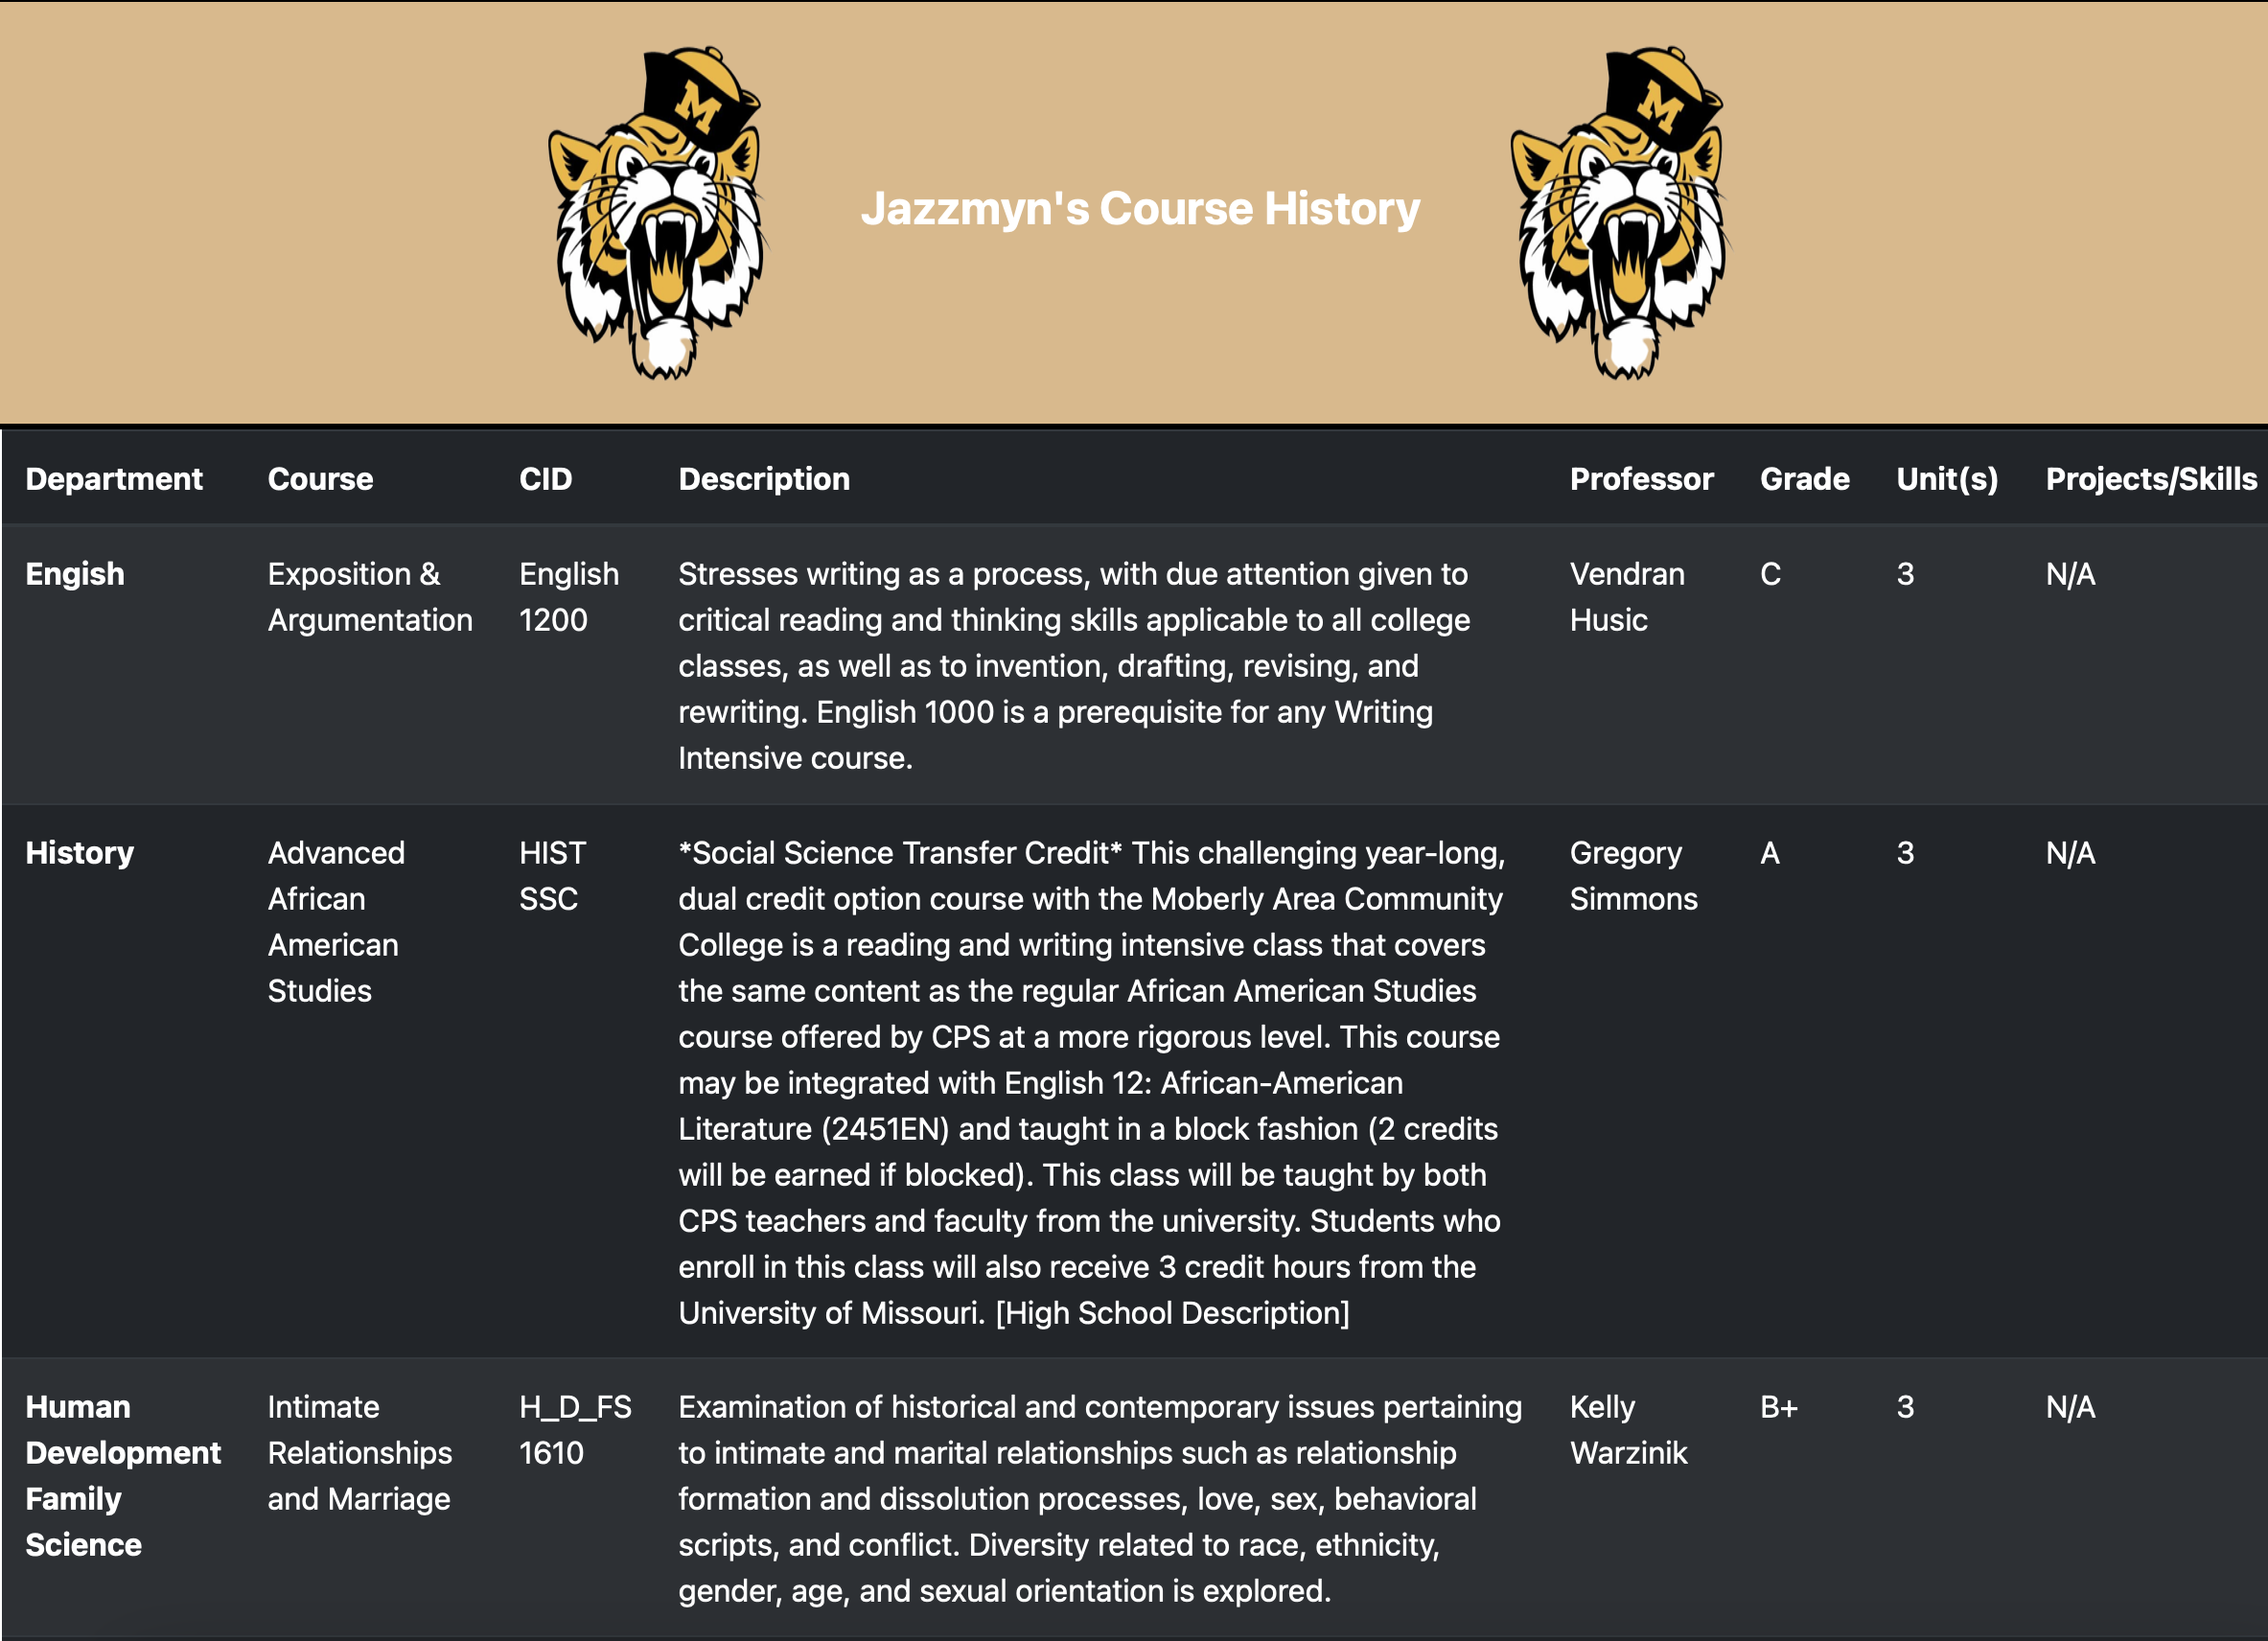 M
M
Jazzmyn's Course History
Department Course CID Description Professor Grade Unit(s) Projects/Skills
Engish
Exposition &
Argumentation
English
1200
Stresses writing as a process, with due attention given to
critical reading and thinking skills applicable to all college
classes, as well as to invention, drafting, revising, and
rewriting. English 1000 is a prerequisite for any Writing
Intensive course.
Vendran
Husic
C
3
N/A
History
Advanced
African
American
Studies
HIST
SSC
*Social Science Transfer Credit* This challenging year-long,
dual credit option course with the Moberly Area Community
College is a reading and writing intensive class that covers
the same content as the regular African American Studies
course offered by CPS at a more rigorous level. This course
may be integrated with English 12: African-American
Literature (2451EN) and taught in a block fashion (2 credits
will be earned if blocked). This class will be taught by both
CPS teachers and faculty from the university. Students who
enroll in this class will also receive 3 credit hours from the
University of Missouri. [High School Description]
Gregory
Simmons
A
3
N/A
Human
Development
Family
Science
Intimate
Relationships
and Marriage
H_D_FS
1610
Examination of historical and contemporary issues pertaining
to intimate and marital relationships such as relationship
formation and dissolution processes, love, sex, behavioral
scripts, and conflict. Diversity related to race, ethnicity,
gender, age, and sexual orientation is explored.
Kelly
Warzinik
B+
3
N/A